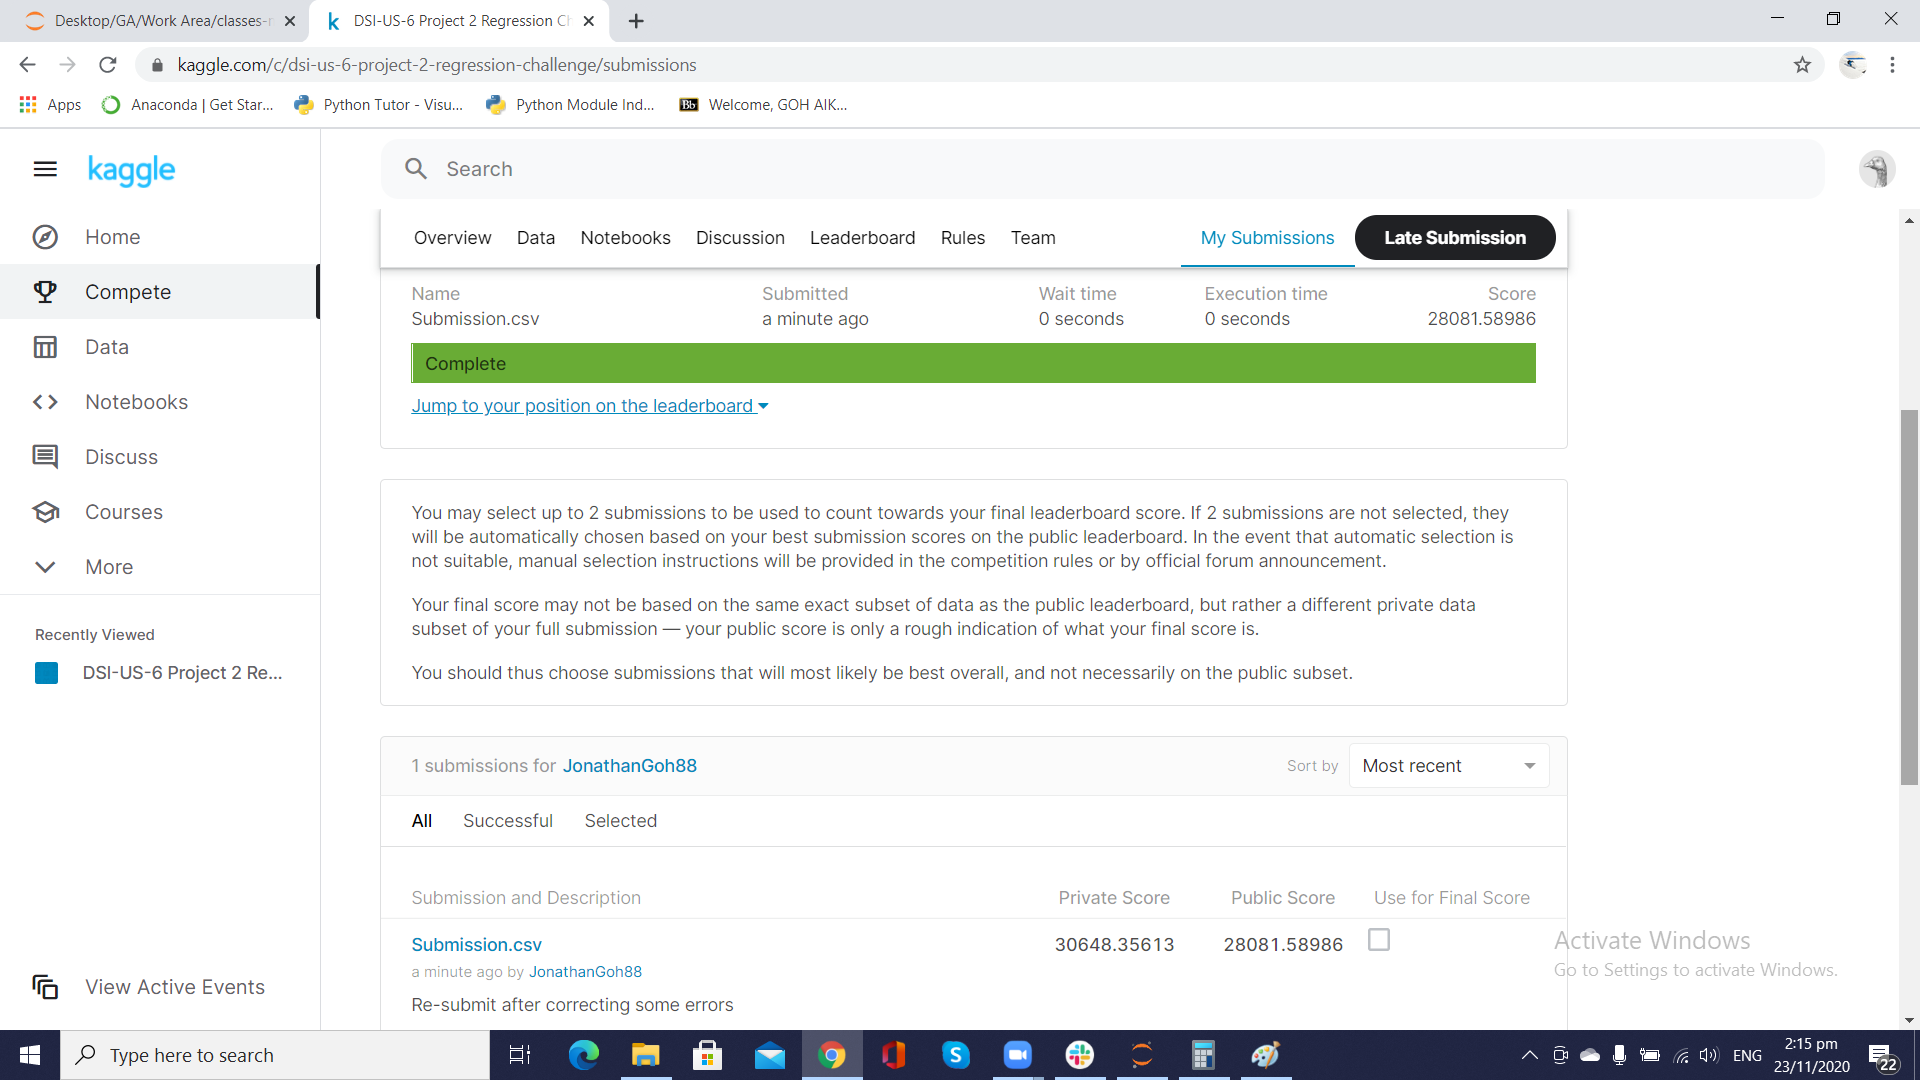 Desktop/GA/Work Area/classes-
DSI-US-6 Project 2 Regression
kaggle.com/c/dsi-us-6-project-2-regression-challenge/submissions
Apps
Anaconda | Get Star...
Python Tutor - Visu...
Python Module Ind...
Bb
Welcome, GOH AIK...
kaggle
Search
Home
Compete
Data
Notebooks
Discuss
Courses
More
Recently Viewed
DSI-US-6 Project 2 Re...
View Active Events
Overview Data Notebooks Discussion Leaderboard Rules Team My Submissions Late Submission
Name Submitted Wait time Execution time Score
Submission.csv a minute ago 0 seconds 0 seconds 28081.58986
Complete
Jump to your position on the leaderboard
You may select up to 2 submissions to be used to count towards your final leaderboard score. If 2 submissions are not selected, they
will be automatically chosen based on your best submission scores on the public leaderboard. In the event that automatic selection is
not suitable, manual selection instructions will be provided in the competition rules or by official forum announcement.
Your final score may not be based on the same exact subset of data as the public leaderboard, but rather a different private data
subset of your full submission — your public score is only a rough indication of what your final score is.
You should thus choose submissions that will most likely be best overall, and not necessarily on the public subset.
1 submissions for JonathanGoh88
Sort by Most recent
All Successful Selected
Submission and Description Private Score Public Score Use for Final Score
Submission.csv 30648.35613 28081.58986
a minute ago by JonathanGoh88
Re-submit after correcting some errors
Activate Windows
Go to Settings to activate Windows.
Type here to search
ENG
2:15 pm
23/11/2020
22